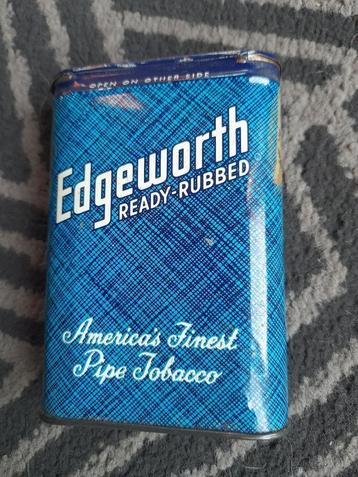 OPEN ON OTHER SIDE
Edgeworth
READY-RUBBED
America's Finest
Pipe Tobacco